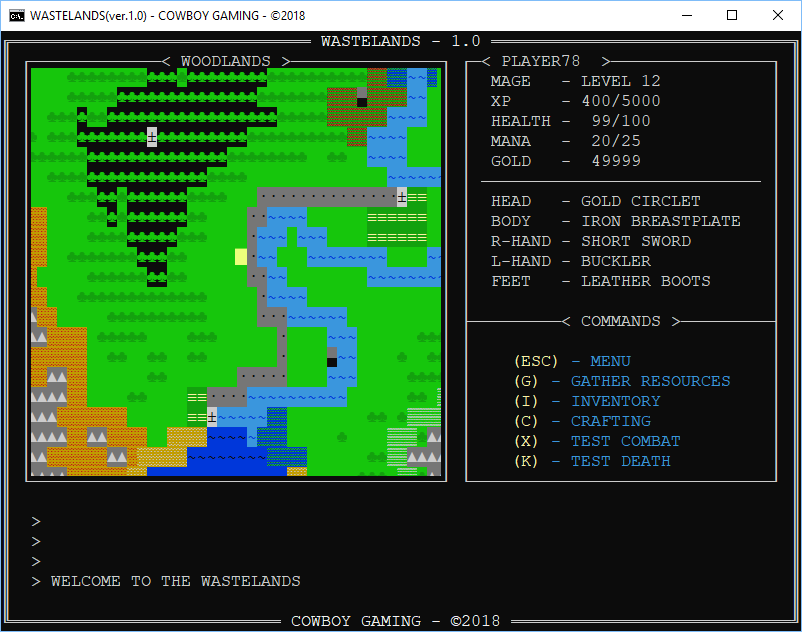 WASTELANDS(ver.1.0) - COWBOY GAMING - ©2018
WASTELANDS - 1.0
< WOODLANDS >
< PLAYER78 >
MAGE - LEVEL 12
XP - 400/5000
HEALTH - 99/100
MANA - 20/25
GOLD - 49999
HEAD - GOLD CIRCLET
BODY - IRON BREASTPLATE
R-HAND - SHORT SWORD
L-HAND - BUCKLER
FEET - LEATHER BOOTS
< COMMANDS >
(ESC) - MENU
(G) - GATHER RESOURCES
(I) - INVENTORY
(C) - CRAFTING
(X) - TEST COMBAT
(K) - TEST DEATH
>
>
>
> WELCOME TO THE WASTELANDS
COWBOY GAMING - ©2018